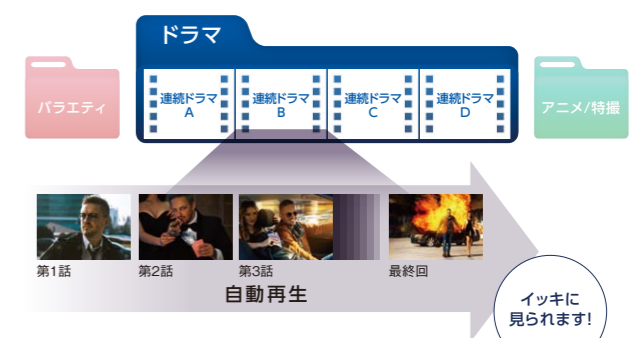 ドラマ
バラエティ
連続ドラマ
A
連続ドラマ
B
連続ドラマ
C
連続ドラマ
D
アニメ/特撮
第1話
第2話
第3話
最終回
自動再生
イッキに
見られます!